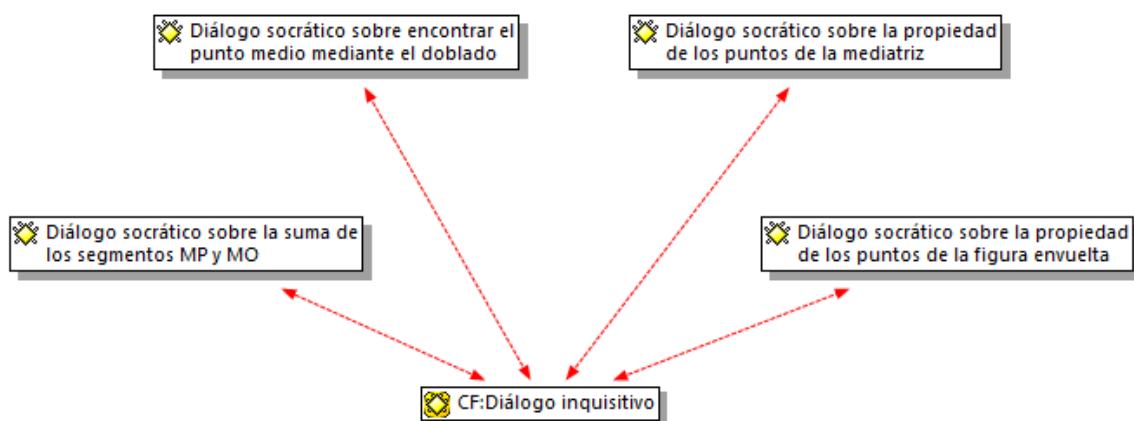 Diálogo socrático sobre encontrar el
punto medio mediante el doblado
Diálogo socrático sobre la propiedad
de los puntos de la mediatriz
Diálogo socrático sobre la suma de
los segmentos MP y MO
Diálogo socrático sobre la propiedad
de los puntos de la figura envuelta
CF:Diálogo inquisitivo